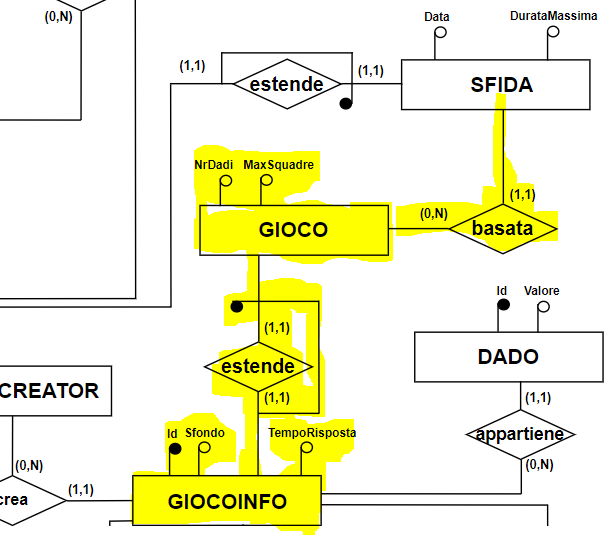 (0,N)
Data
DurataMassima
(1,1)
estende
(1,1)
SFIDA
NrDadi
MaxSquadre
(1,1)
(0,N)
GIOCO
basata
Id
Valore
(1,1)
DADO
estende
CREATOR
(1,1)
(1,1)
Id
Sfondo
TempoRisposta
appartiene
(0,N)
(0,N)
crea
(1,1)
GIOCOINFO